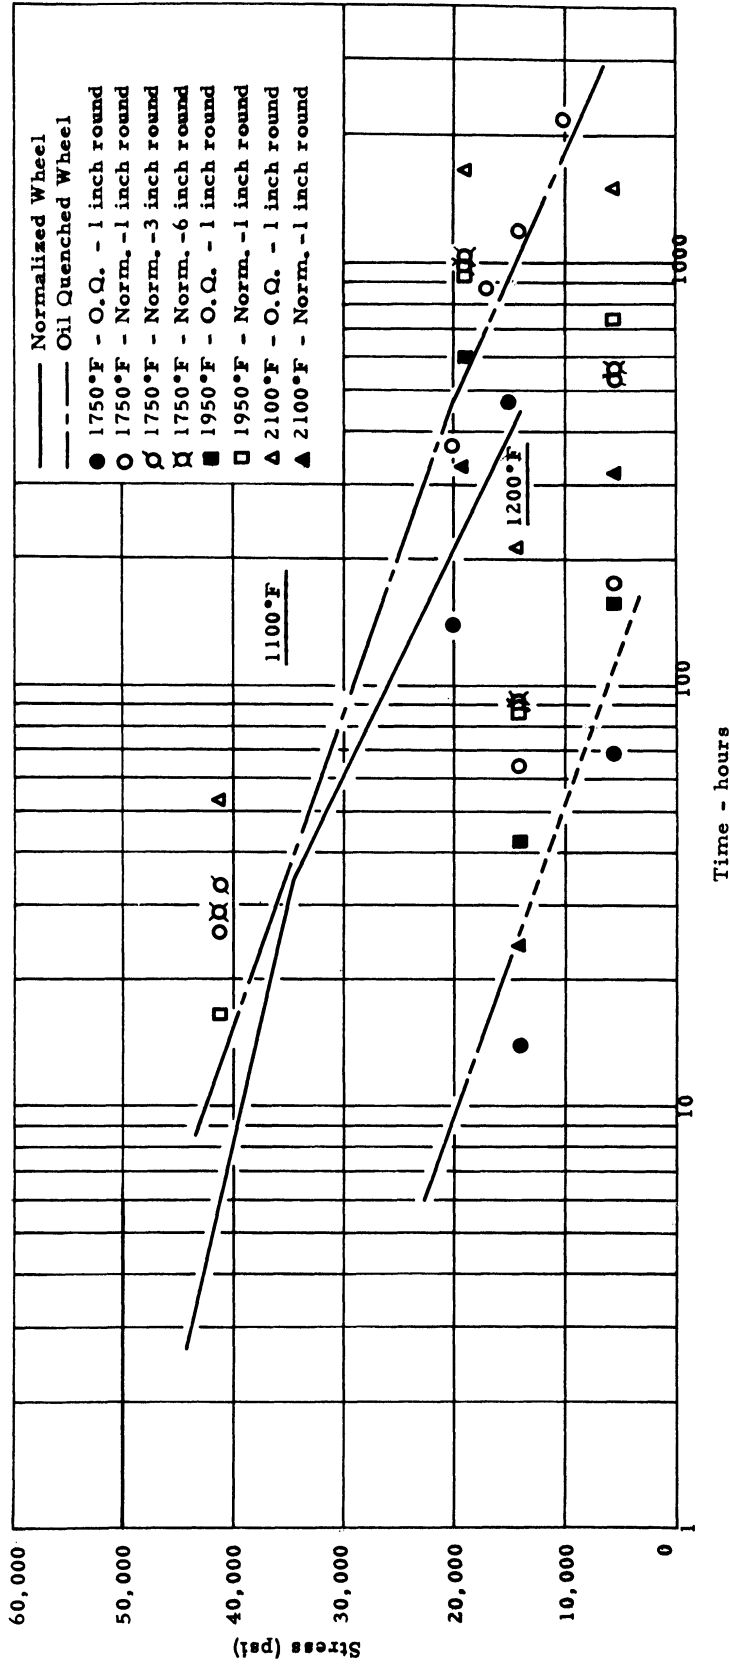 Normalized Wheel
Oil Quenched Wheel
1750°F - O.Q. - 1 inch round
1750°F - Norm.-1 inch round
1750°F - Norm.-3 inch round
1750°F - Norm.-6 inch round
1950°F - O.Q. - 1 inch round
1950°F - Norm.-1 inch round
2100°F - O.Q. - 1 inch round
2100°F - Norm.-1 inch round
1100°F
1200°F
60,000
50,000
40,000
30,000
20,000
10,000
0
Stress (psi)
1
10
100
1000
Time - hours